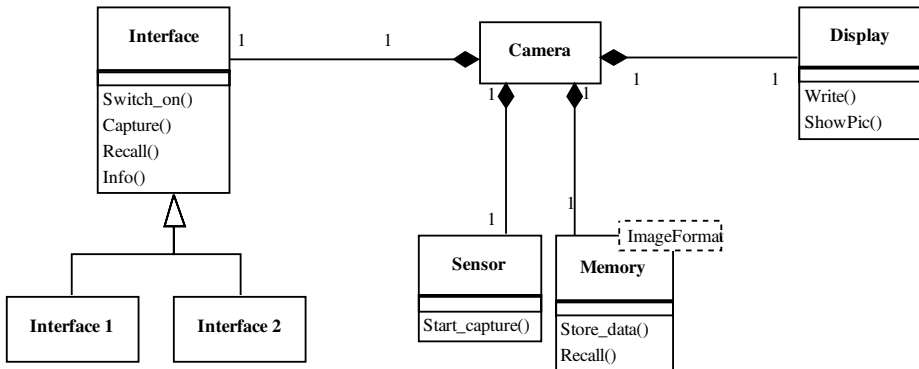 Interface
Switch_on()
Capture()
Recall()
Info()
1
1
Camera
1
1
1
1
Display
Write()
ShowPic()
1
1
ImageFormat
Sensor
Start_capture()
Memory
Store_data()
Recall()
Interface 1
Interface 2